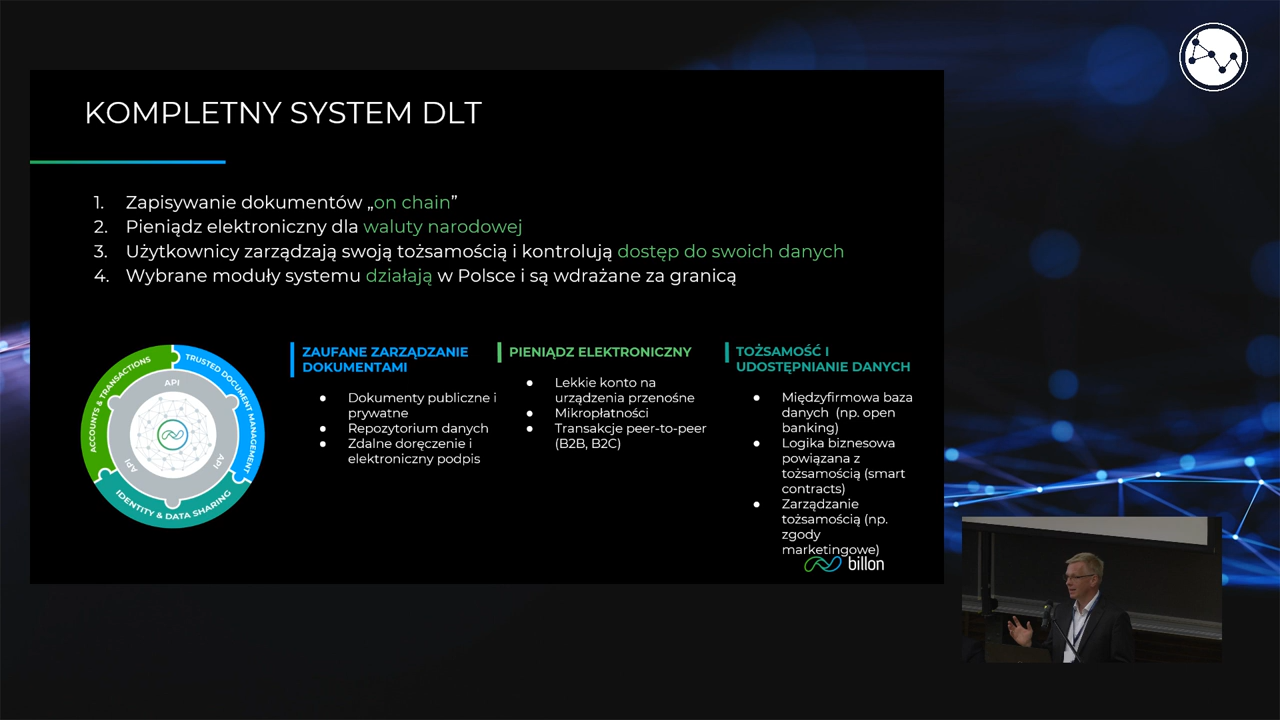 KOMPLETNY SYSTEM DLT
1. Zapisywanie dokumentów „on chain”
2. Pieniądz elektroniczny dla waluty narodowej
3. Użytkownicy zarządzają swoją tożsamością i kontrolują dostęp do swoich danych
4. Wybrane moduły systemu działają w Polsce i są wdrażane za granicą
ACCOUNTS & TRANSACTIONS
TRUSTED DOCUMENT MANAGEMENT
IDENTITY & DATA SHARING
API
API
API
ZAUFANE ZARZĄDZANIE
DOKUMENTAMI
● Dokumenty publiczne i
prywatne
● Repozytorium danych
● Zdalne doręczenie i
elektroniczny podpis
PIENIĄDZ ELEKTRONICZNY
● Lekkie konto na
urządzenia przenośne
● Mikropłatności
● Transakcje peer-to-peer
(B2B, B2C)
TOŻSAMOŚĆ I
UDOSTĘPNIANIE DANYCH
● Międzyfirmowa baza
danych (np. open
banking)
● Logika biznesowa
powiązana z
tożsamością (smart
contracts)
● Zarządzanie
tożsamością (np.
zgody
marketingowe)
billon